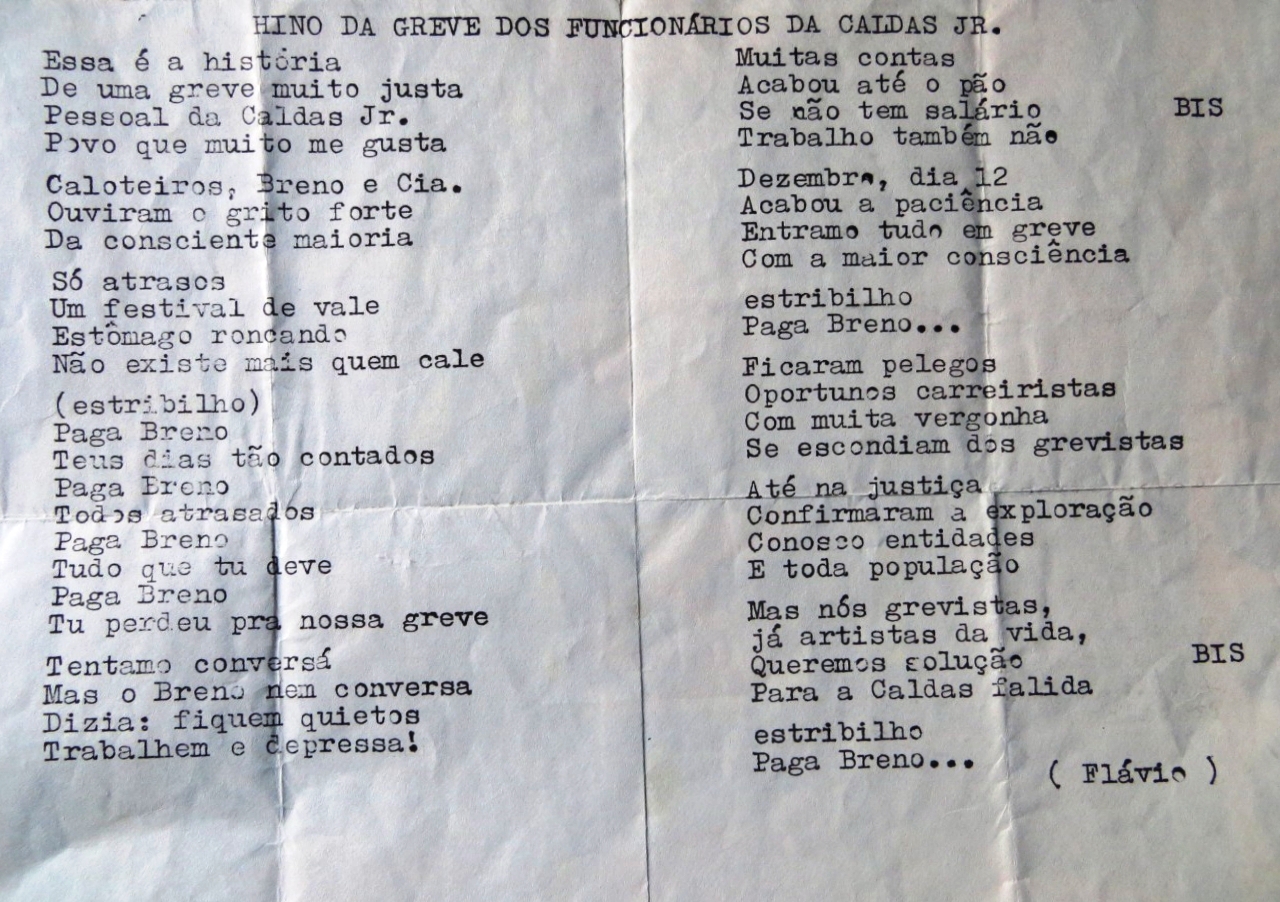 HINO DA GREVE DOS FUNCIONÁRIOS DA CALDAS JR.
Essa é a história
De uma greve muito justa
Pessoal da Caldas Jr.
Povo que muito me gusta
Caloteiros, Breno e Cia.
Ouviram o grito forte
Da consciente maioria
Só atrasos
Um festival de vale
Estômago roncando
Não existe mais quem cale
(estribilho)
Paga Breno
Teus dias tão contados
Paga Breno
Todos atrasados
Paga Breno
Tudo que tu deve
Paga Breno
Tu perdeu pra nossa greve
Tentamo conversá
Mas o Breno nem conversa
Dizia: fiquem quietos
Trabalhem e depressa!
Muitas contas
Acabou até o pão
Se não tem salário BIS
Trabalho também não
Dezembro, dia 12
Acabou a paciência
Entramo tudo em greve
Com a maior consciência
estribilho
Paga Breno...
Ficaram pelegos
Oportunos carreiristas
Com muita vergonha
Se escondiam dos grevistas
Até na justiça
Confirmaram a exploração
Conosco entidades
E toda população
Mas nós grevistas,
já artistas da vida,
Queremos solução BIS
Para a Caldas falida
estribilho
Paga Breno...
( Flávio )